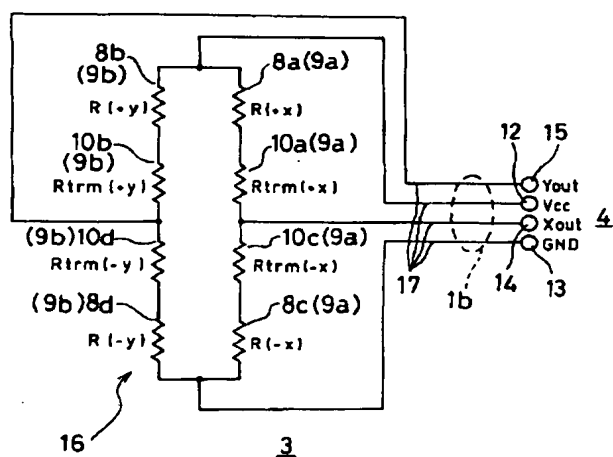 8b
(9b)
8a(9a)
R(+y)
R(+x)
10b
(9b)
10a(9a)
12
15
Rtrm(+y)
Rtrm(+x)
Yout
Vcc
Xout
GND
4
(9b)10d
10c(9a)
Rtrm(-y)
Rtrm(-x)
17
1b
14
13
(9b)8d
8c(9a)
R(-y)
R(-x)
16
3